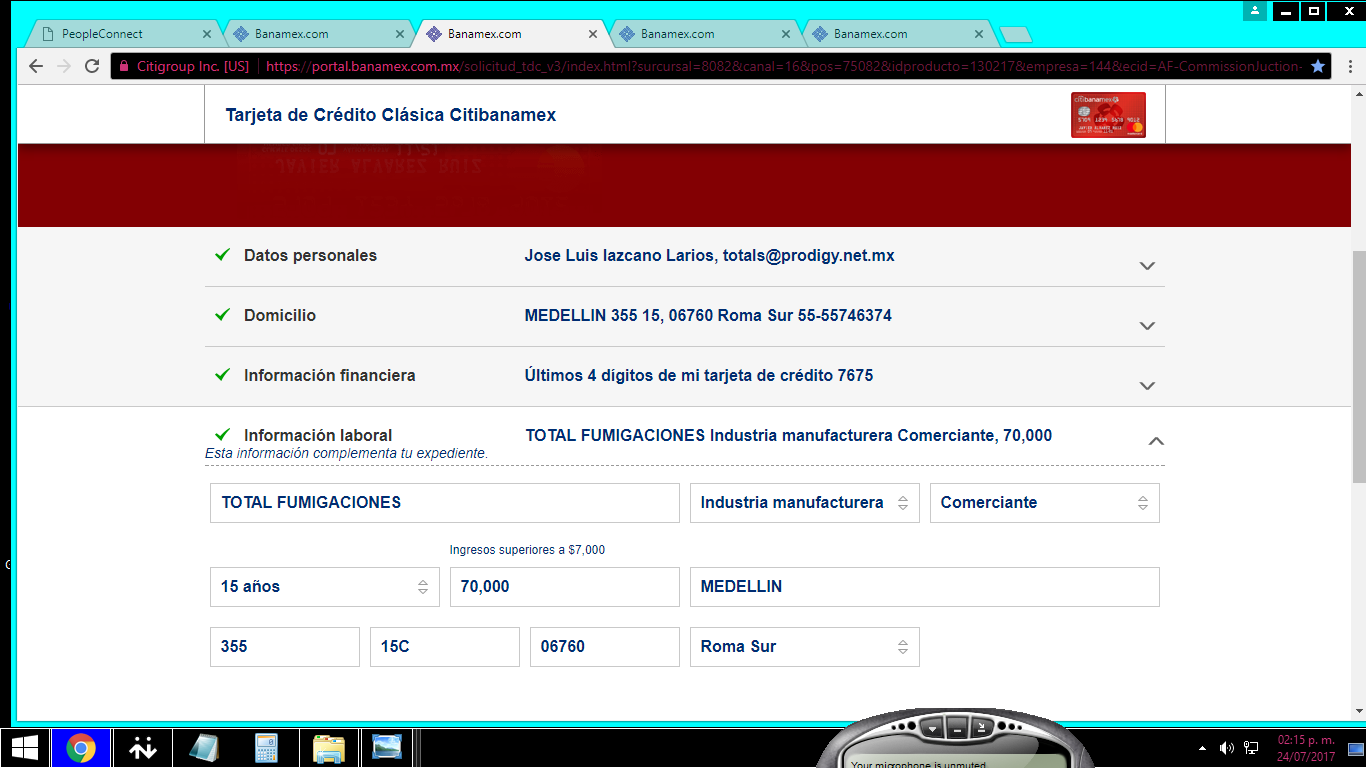 PeopleConnect
Banamex.com
Banamex.com
Banamex.com
Banamex.com
Citigroup Inc. [US] https://portal.banamex.com.mx/solicitud_tdc_v3/index.html?surcursal=8082&canal=16&pos=75082&idproducto=130217&empresa=144&ecid=AF-CommissionJuction-
Tarjeta de Crédito Clásica Citibanamex
citibanamex
JAVIER ALVAREZ RUIZ
Datos personales Jose Luis lazcano Larios, totals@prodigy.net.mx
Domicilio MEDELLIN 355 15, 06760 Roma Sur 55-55746374
Información financiera Últimos 4 dígitos de mi tarjeta de crédito 7675
Información laboral TOTAL FUMIGACIONES Industria manufacturera Comerciante, 70,000
Esta información complementa tu expediente.
TOTAL FUMIGACIONES Industria manufacturera Comerciante
Ingresos superiores a $7,000
15 años 70,000 MEDELLIN
355 15C 06760 Roma Sur
Your microphone is unmuted
02:15 p. m.
24/07/2017